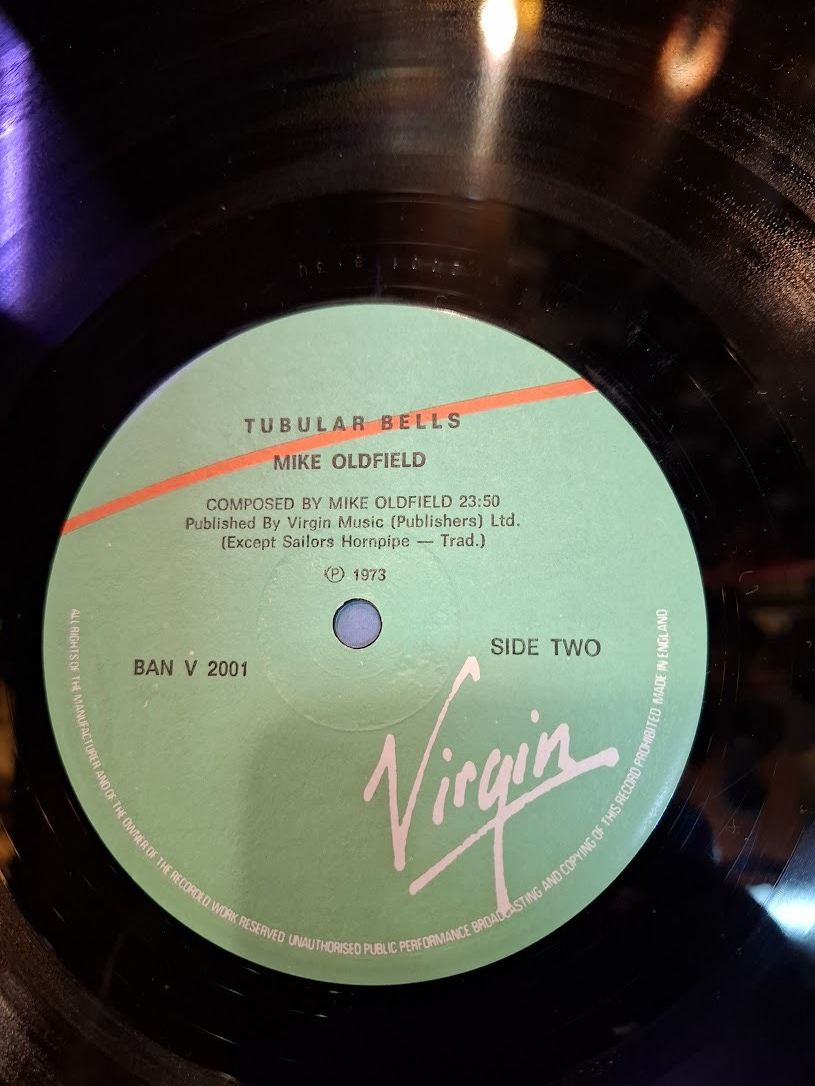 TUBULAR BELLS
MIKE OLDFIELD
COMPOSED BY MIKE OLDFIELD 23:50
Published By Virgin Music (Publishers) Ltd.
(Except Sailors Hornpipe — Trad.)
Ⓟ 1973
SIDE TWO
BAN V 2001
Virgin
ALL RIGHTS OF THE MANUFACTURER AND OF THE OWNER OF THE RECORDED WORK RESERVED UNAUTHORISED PUBLIC PERFORMANCE BROADCASTING AND COPYING OF THIS RECORD PROHIBITED MADE IN ENGLAND